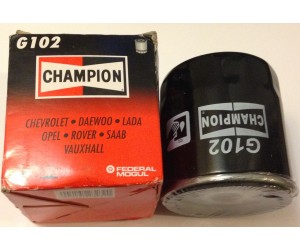 G102
CHAMPION
CHEVROLET • DAEWOO • LADA
OPEL • ROVER • SAAB
VAUXHALL
FEDERAL
MOGUL
CHAMPION
G102